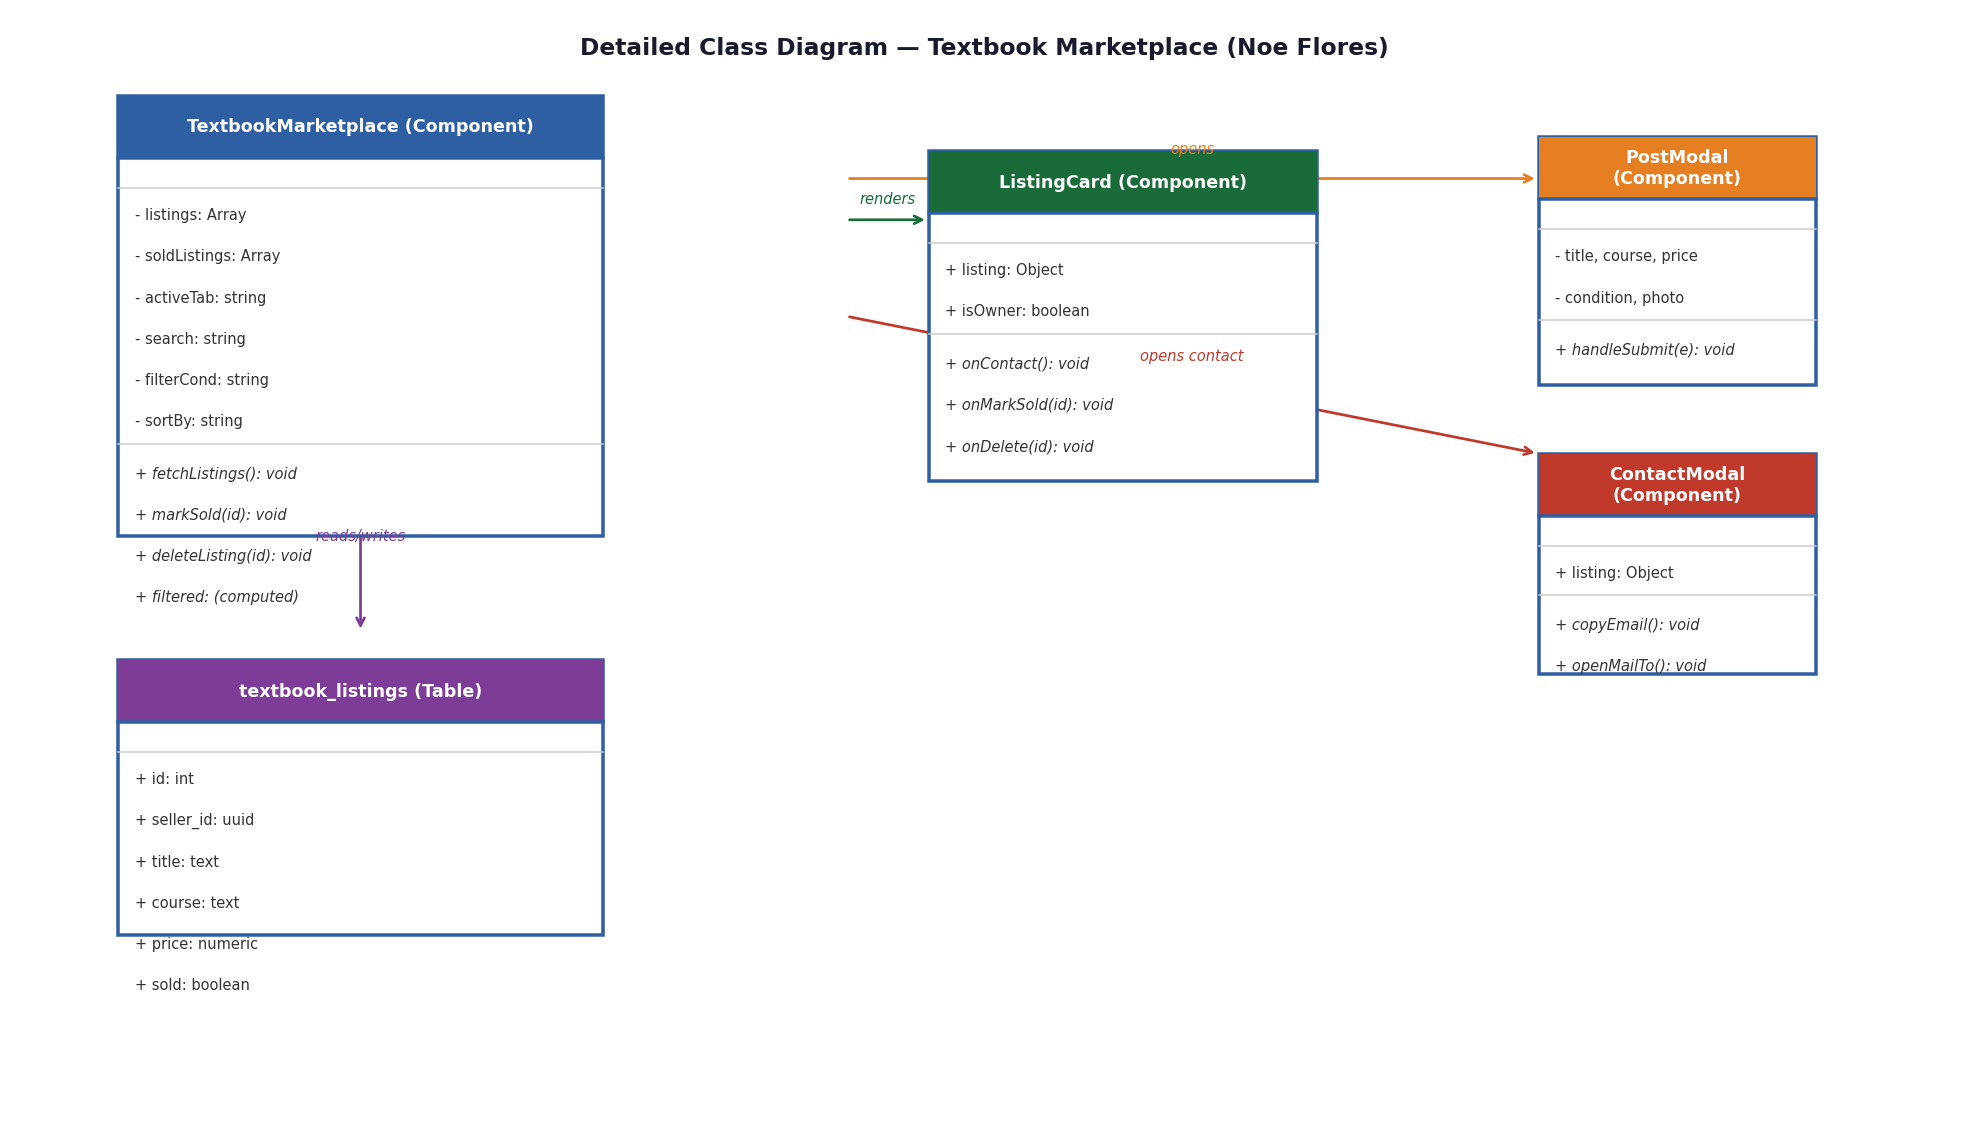 Detailed Class Diagram — Textbook Marketplace (Noe Flores)
TextbookMarketplace (Component)
- listings: Array
- soldListings: Array
- activeTab: string
- search: string
- filterCond: string
- sortBy: string
+ fetchListings(): void
+ markSold(id): void
+ deleteListing(id): void
+ filtered: (computed)
reads/writes
textbook_listings (Table)
+ id: int
+ seller_id: uuid
+ title: text
+ course: text
+ price: numeric
+ sold: boolean
renders
opens
ListingCard (Component)
+ listing: Object
+ isOwner: boolean
+ onContact(): void
+ onMarkSold(id): void
+ onDelete(id): void
opens contact
PostModal
(Component)
- title, course, price
- condition, photo
+ handleSubmit(e): void
ContactModal
(Component)
+ listing: Object
+ copyEmail(): void
+ openMailTo(): void